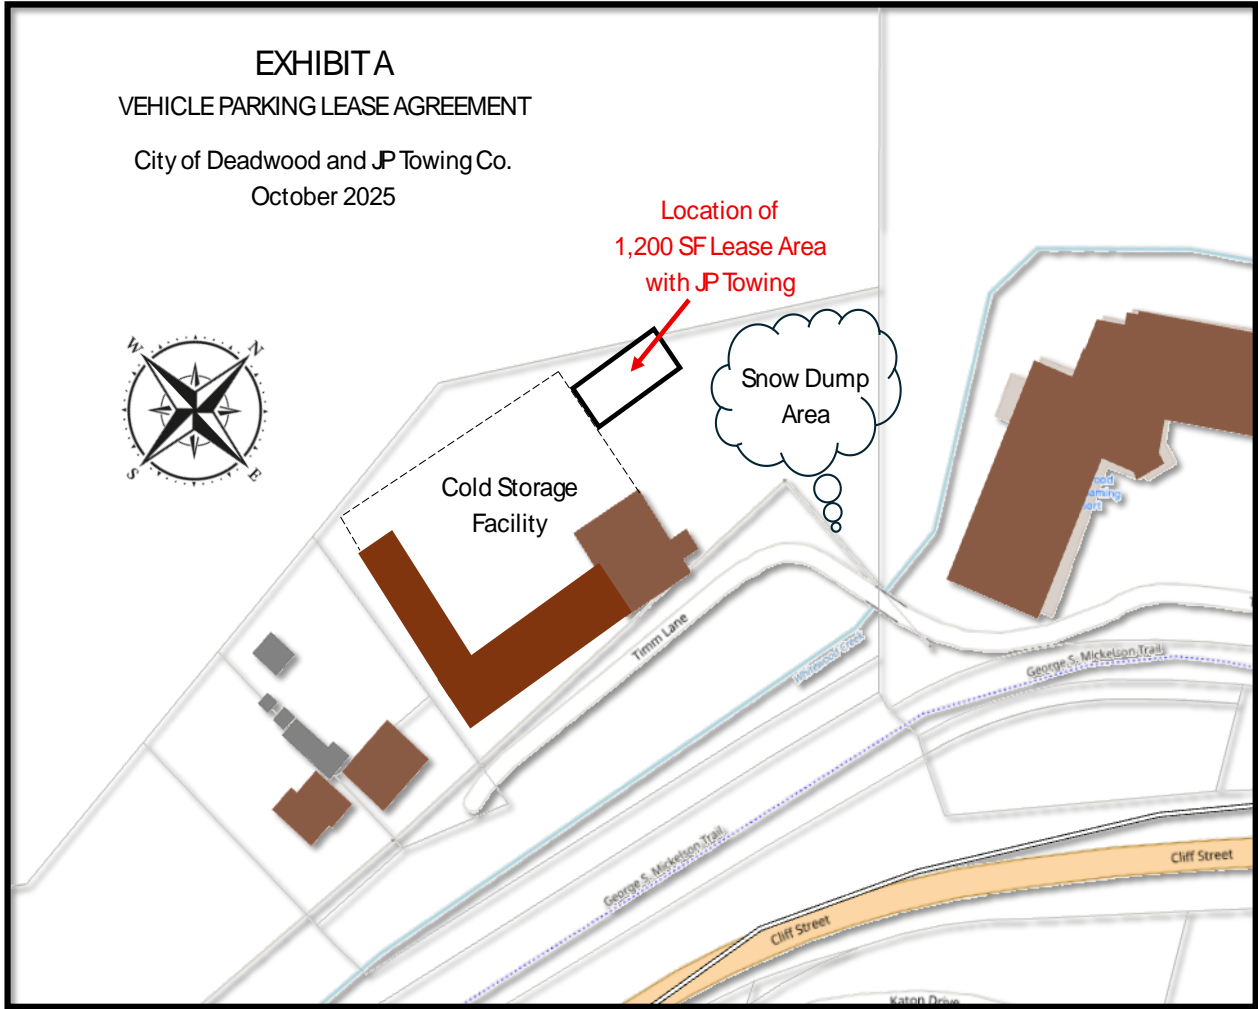 EXHIBIT A
VEHICLE PARKING LEASE AGREEMENT
City of Deadwood and JP Towing Co.
October 2025
Location of
1,200 SF Lease Area
with JP Towing
W
N
S
E
Snow Dump
Area
Cold Storage
Facility
Timm Lane
Whitewood Creek
George S. Mickelson Trail
George S. Mickelson Trail
Cliff Street
Cliff Street
Katon Drive